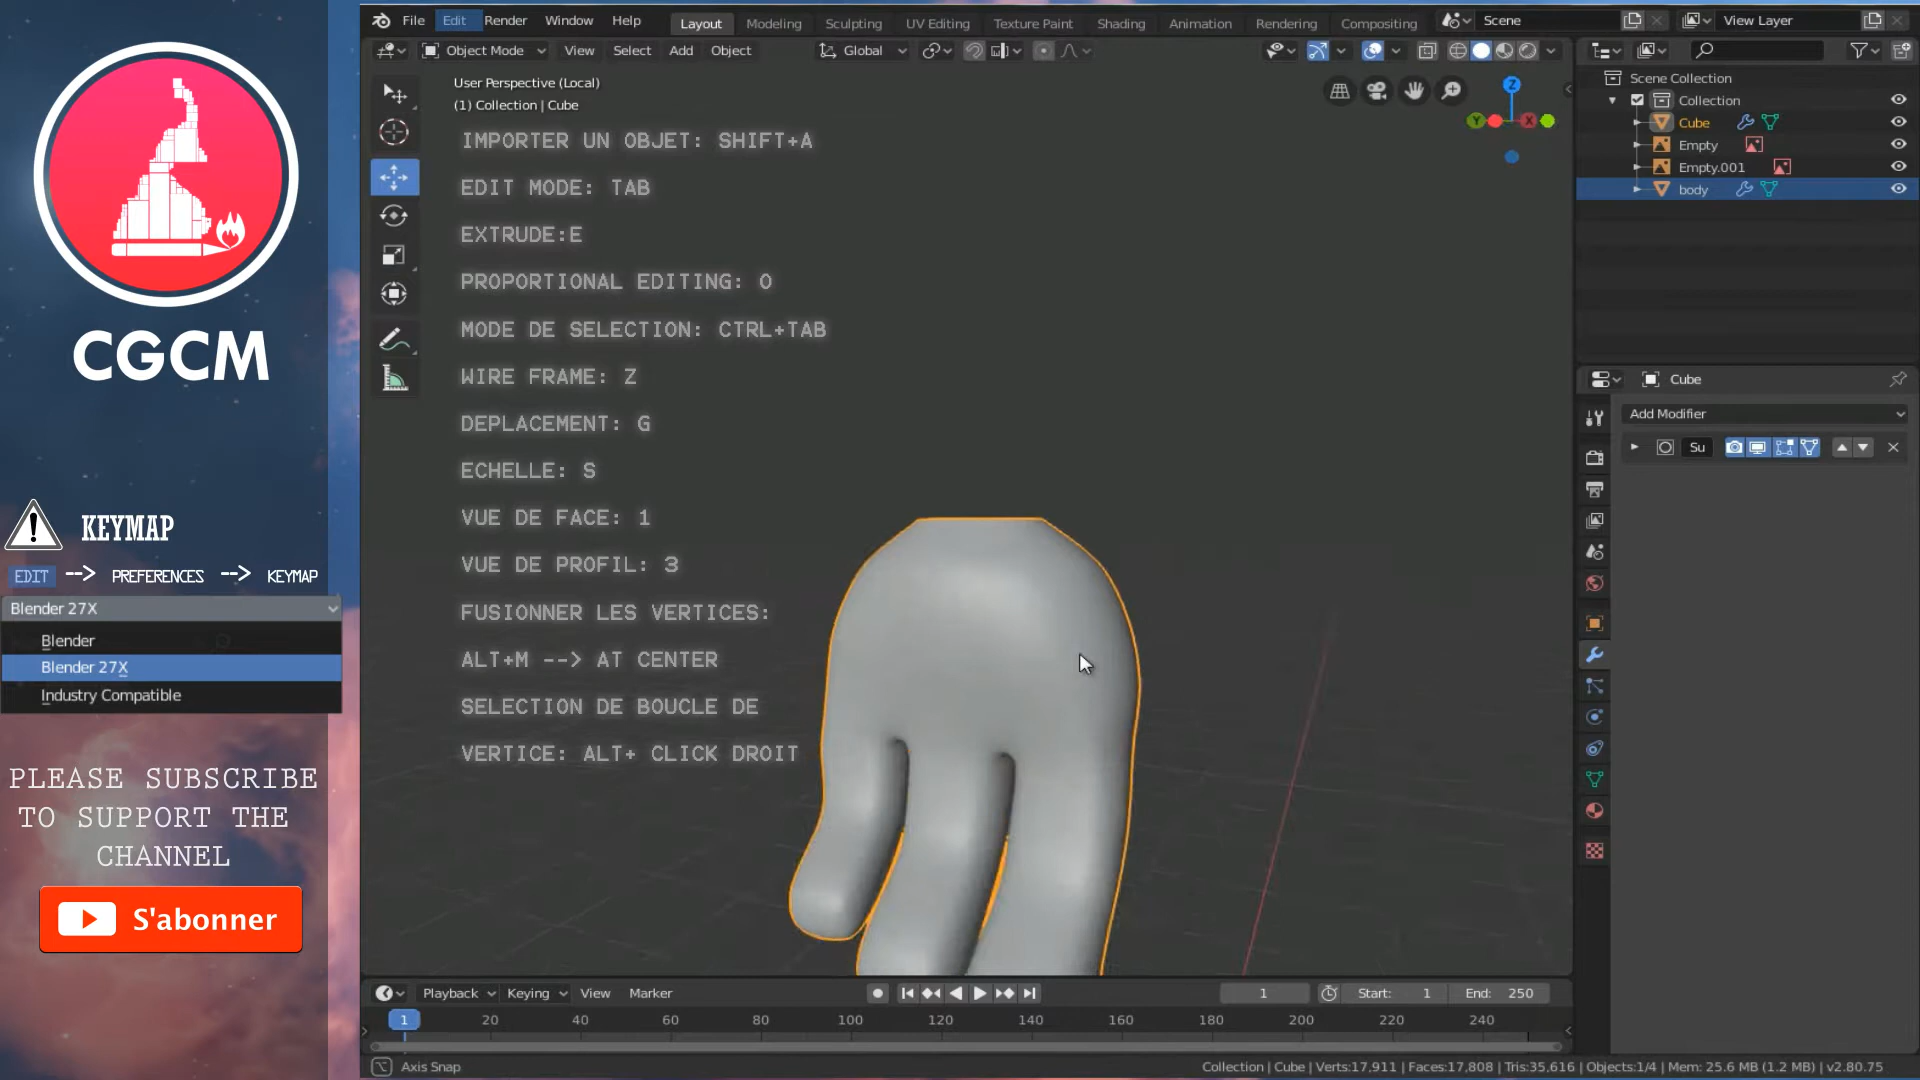 CGCM
KEYMAP
EDIT --> PREFERENCES --> KEYMAP
Blender 27X
Blender
Blender 27X
Industry Compatible
PLEASE SUBSCRIBE
TO SUPPORT THE
CHANNEL
S'abonner
File Edit Render Window Help Layout Modeling Sculpting UV Editing Texture Paint Shading Animation Rendering Compositing Scene View Layer
Object Mode View Select Add Object Global
User Perspective (Local)
(1) Collection | Cube
IMPORTER UN OBJET: SHIFT+A
EDIT MODE: TAB
EXTRUDE:E
PROPORTIONAL EDITING: O
MODE DE SELECTION: CTRL+TAB
WIRE FRAME: Z
DEPLACEMENT: G
ECHELLE: S
VUE DE FACE: 1
VUE DE PROFIL: 3
FUSIONNER LES VERTICES:
ALT+M --> AT CENTER
SELECTION DE BOUCLE DE
VERTICE: ALT+ CLICK DROIT
Z
Y
X
Scene Collection
Collection
Cube
Empty
Empty.001
body
Cube
Add Modifier
Su
Playback Keying View Marker 1 Start: 1 End: 250
1 20 40 60 80 100 120 140 160 180 200 220 240
Axis Snap
Collection | Cube | Verts:17,911 | Faces:17,808 | Tris:35,616 | Objects:1/4 | Mem: 25.6 MB (1.2 MB) | v2.80.75